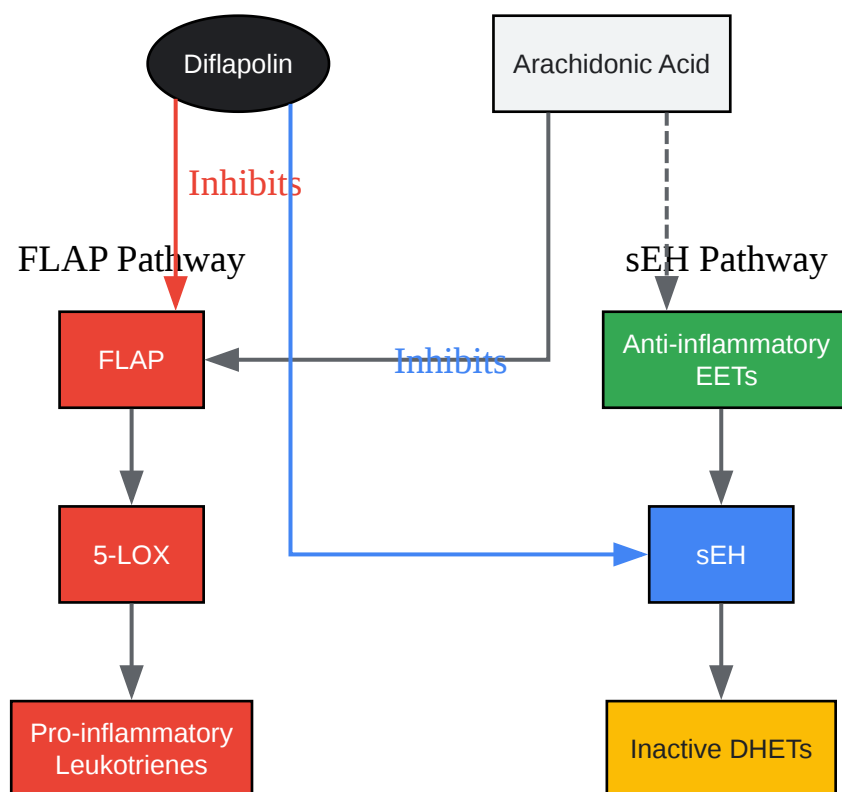 Diflapolin
Arachidonic Acid
Inhibits
FLAP Pathway
sEH Pathway
FLAP
Inhibits
Anti-inflammatory
EETs
5-LOX
sEH
Pro-inflammatory
Leukotrienes
Inactive DHETs